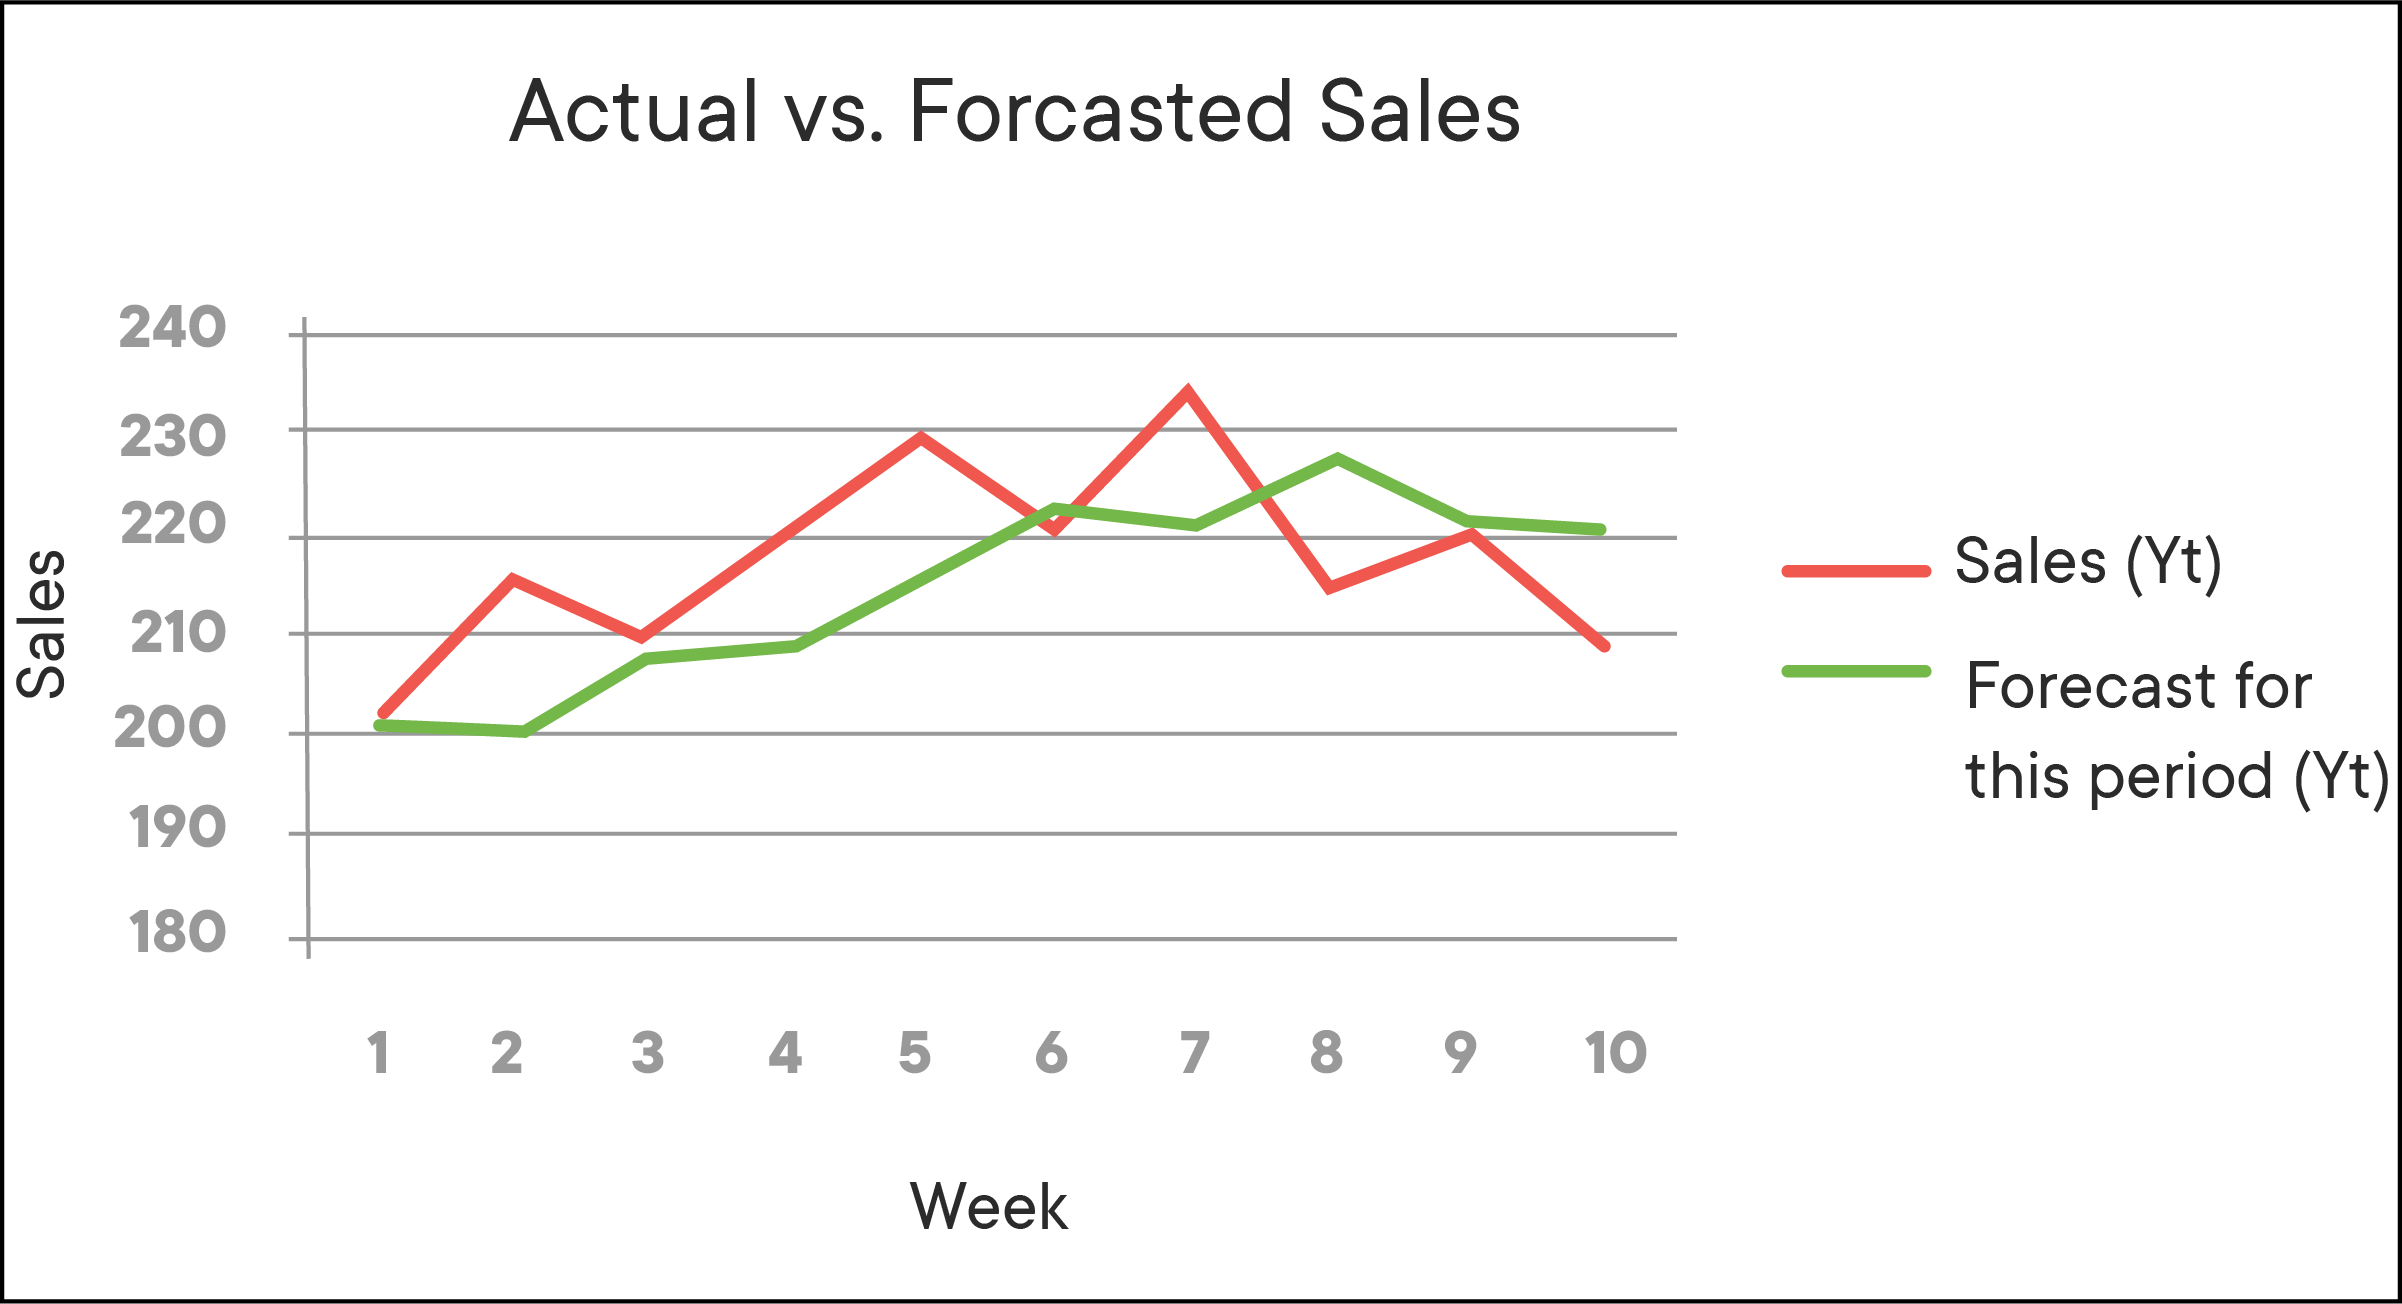 Actual vs. Forcasted Sales
240
230
220
210
200
190
180
Sales
1 2 3 4 5 6 7 8 9 10
Week
Sales (Yt)
Forecast for
this period (Yt)